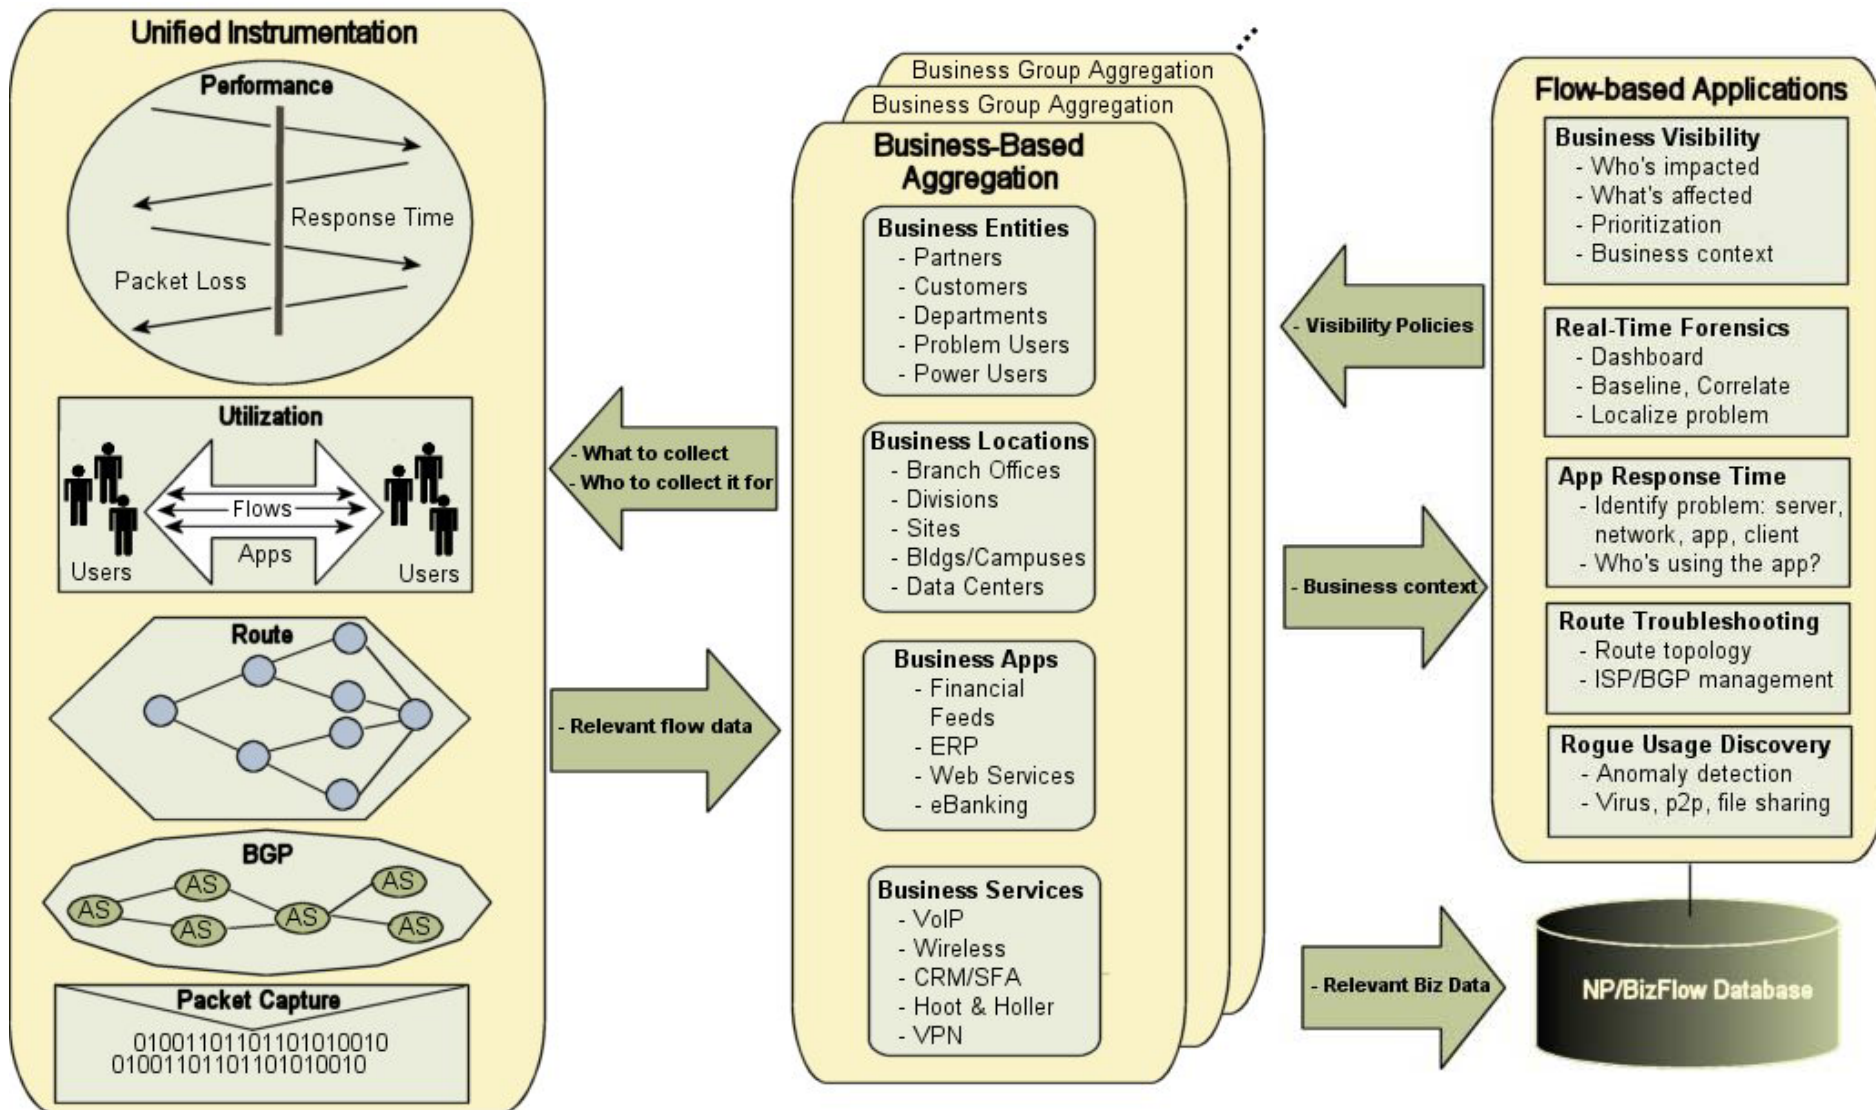 Unified Instrumentation
Performance
Response Time
Packet Loss
Utilization
Flows
Apps
Users
Users
Route
BGP
AS
AS
AS
AS
AS
AS
Packet Capture
01001101101101010010
01001101101101010010
- What to collect
- Who to collect it for
- Relevant flow data
Business Group Aggregation
Business Group Aggregation
Business-Based
Aggregation
Business Entities
- Partners
- Customers
- Departments
- Problem Users
- Power Users
Business Locations
- Branch Offices
- Divisions
- Sites
- Bldgs/Campuses
- Data Centers
Business Apps
- Financial
Feeds
- ERP
- Web Services
- eBanking
Business Services
- VoIP
- Wireless
- CRM/SFA
- Hoot & Holler
- VPN
- Visibility Policies
- Business context
- Relevant Biz Data
Flow-based Applications
Business Visibility
- Who's impacted
- What's affected
- Prioritization
- Business context
Real-Time Forensics
- Dashboard
- Baseline, Correlate
- Localize problem
App Response Time
- Identify problem: server,
network, app, client
- Who's using the app?
Route Troubleshooting
- Route topology
- ISP/BGP management
Rogue Usage Discovery
- Anomaly detection
- Virus, p2p, file sharing
NP/BizFlow Database